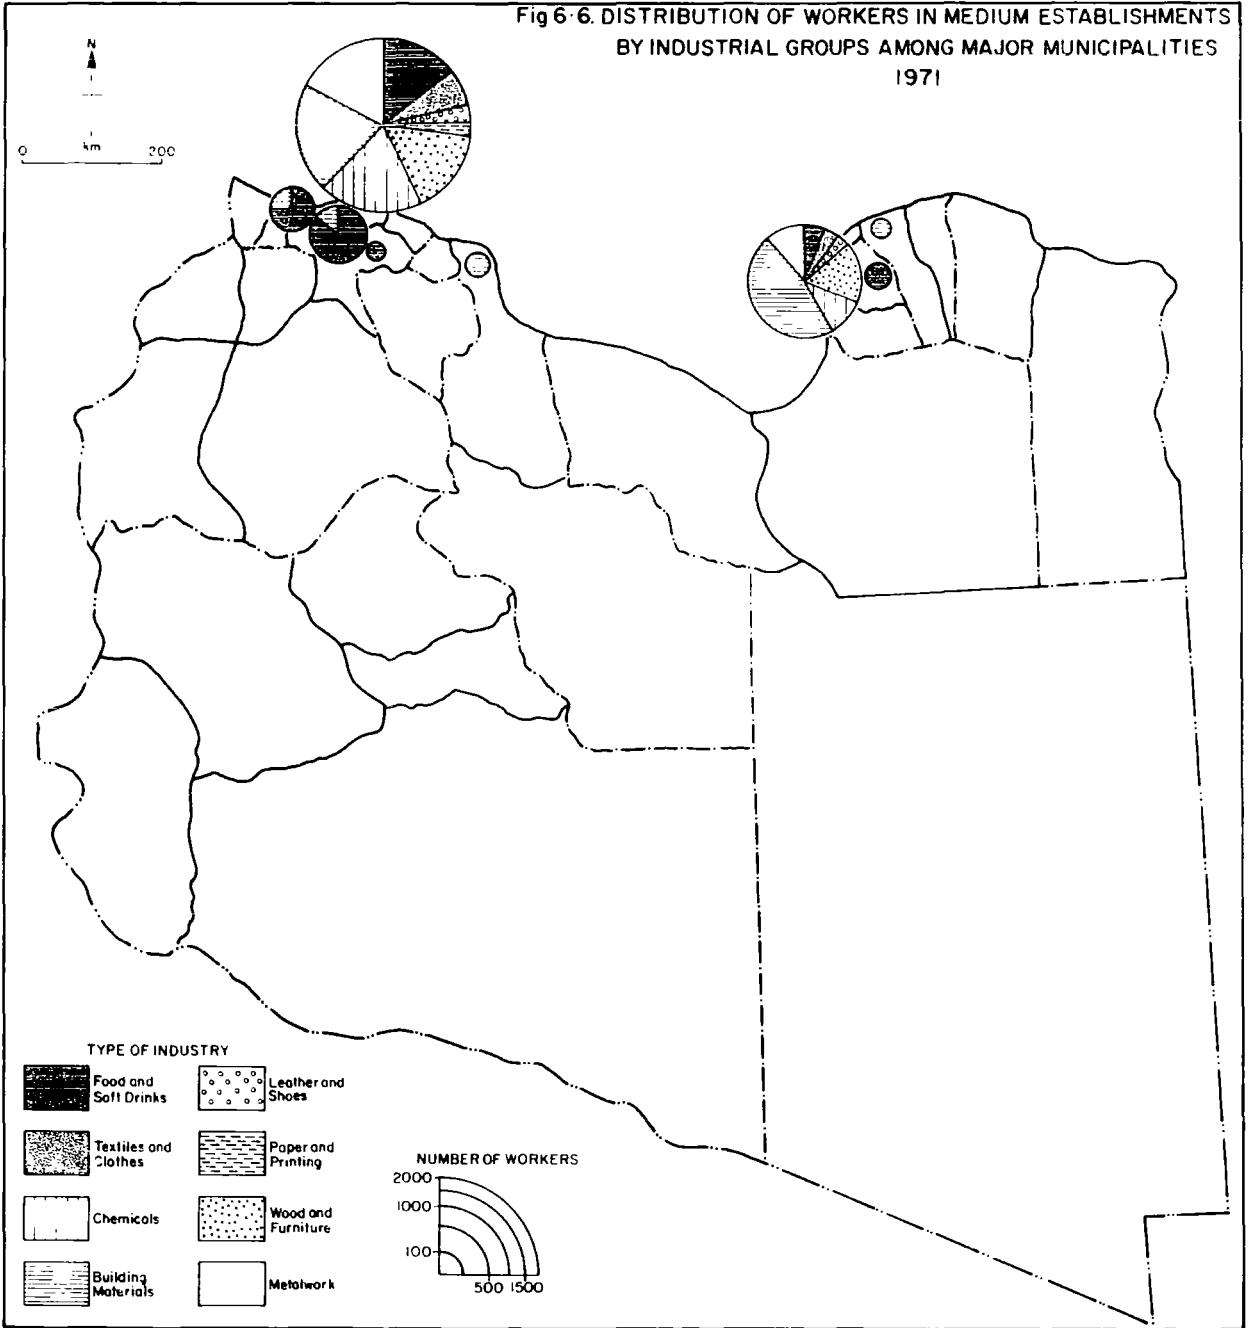 Fig 6·6. DISTRIBUTION OF WORKERS IN MEDIUM ESTABLISHMENTS
BY INDUSTRIAL GROUPS AMONG MAJOR MUNICIPALITIES
1971
N
0 km 200
TYPE OF INDUSTRY
Food and
Soft Drinks
Leather and
Shoes
Textiles and
Clothes
Paper and
Printing
Chemicals
Wood and
Furniture
Building
Materials
Metalwork
NUMBER OF WORKERS
2000
1000
100
500 1500